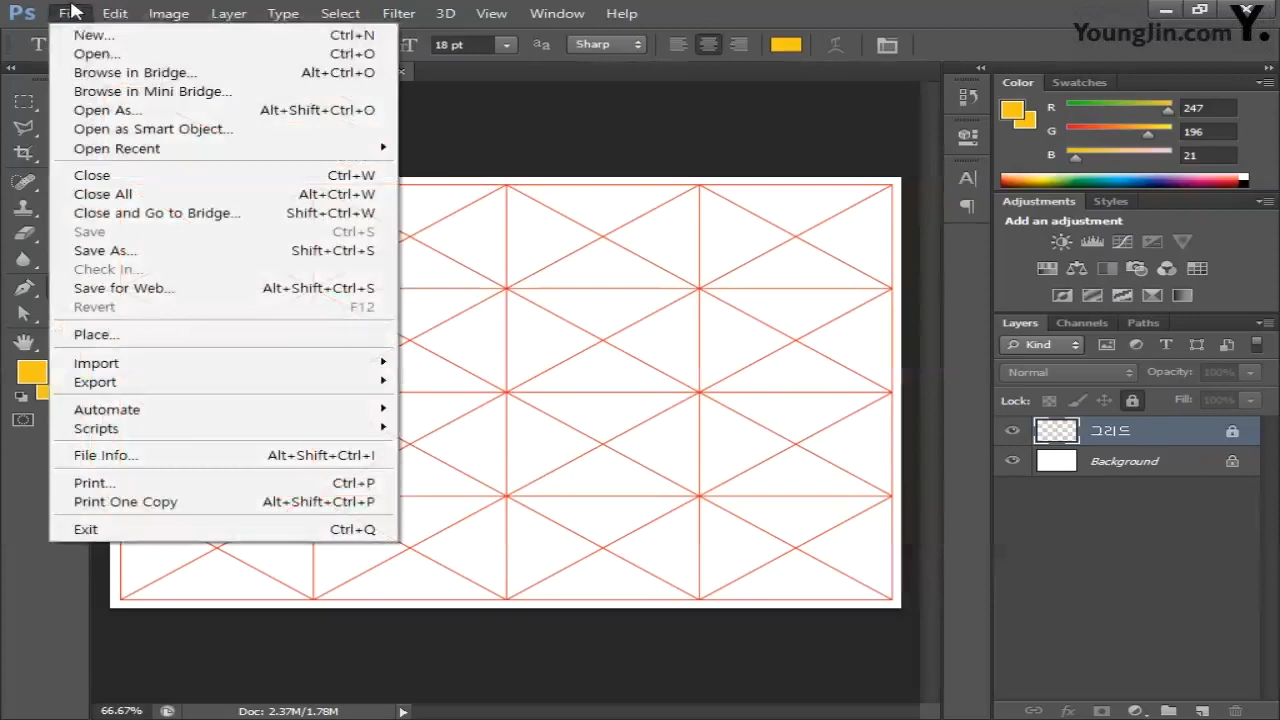 Ps
Edit
Image
Layer
Type
Select
Filter
3D
View
Window
Help
YoungJin.com Y.
T
18 pt
aa
Sharp
New... Ctrl+N
Open... Ctrl+O
Browse in Bridge... Alt+Ctrl+O
Browse in Mini Bridge...
Open As... Alt+Shift+Ctrl+O
Open as Smart Object...
Open Recent
Close Ctrl+W
Close All Alt+Ctrl+W
Close and Go to Bridge... Shift+Ctrl+W
Save Ctrl+S
Save As... Shift+Ctrl+S
Check In...
Save for Web... Alt+Shift+Ctrl+S
Revert F12
Place...
Import
Export
Automate
Scripts
File Info... Alt+Shift+Ctrl+I
Print... Ctrl+P
Print One Copy Alt+Shift+Ctrl+P
Exit Ctrl+Q
Color
Swatches
R 247
G 196
B 21
Adjustments
Styles
Add an adjustment
Layers
Channels
Paths
Kind
Normal
Opacity: 100%
Lock:
Fill: 100%
그리드
Background
66.67%
Doc: 2.37M/1.78M